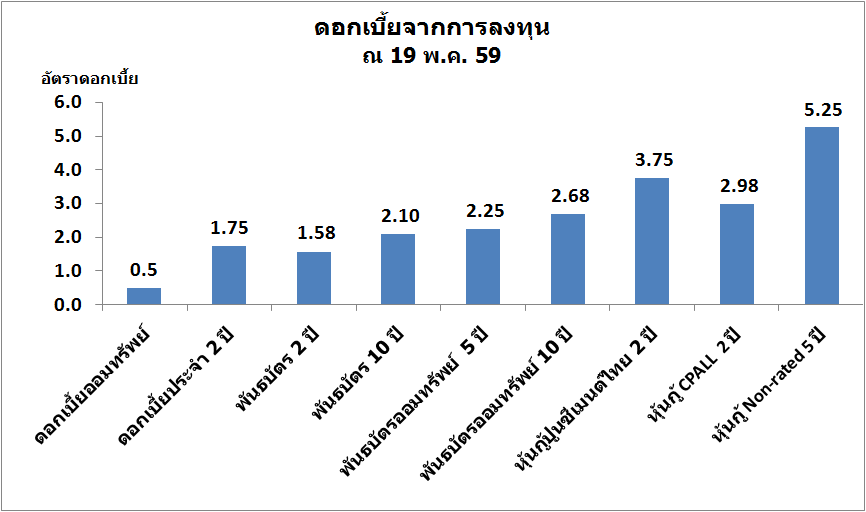 ดอกเบี้ยจากการลงทุน
ณ 19 พ.ค. 59
อัตราดอกเบี้ย
6.0
5.0
4.0
3.0
2.0
1.0
0.0
0.5
1.75
1.58
2.10
2.25
2.68
3.75
2.98
5.25
ดอกเบี้ยออมทรัพย์
ดอกเบี้ยประจำ 2 ปี
พันธบัตร 2 ปี
พันธบัตร 10 ปี
พันธบัตรออมทรัพย์ 5 ปี
พันธบัตรออมทรัพย์ 10 ปี
หุ้นกู้ปูนซีเมนต์ไทย 2 ปี
หุ้นกู้ CPALL 2 ปี
หุ้นกู้ Non-rated 5 ปี